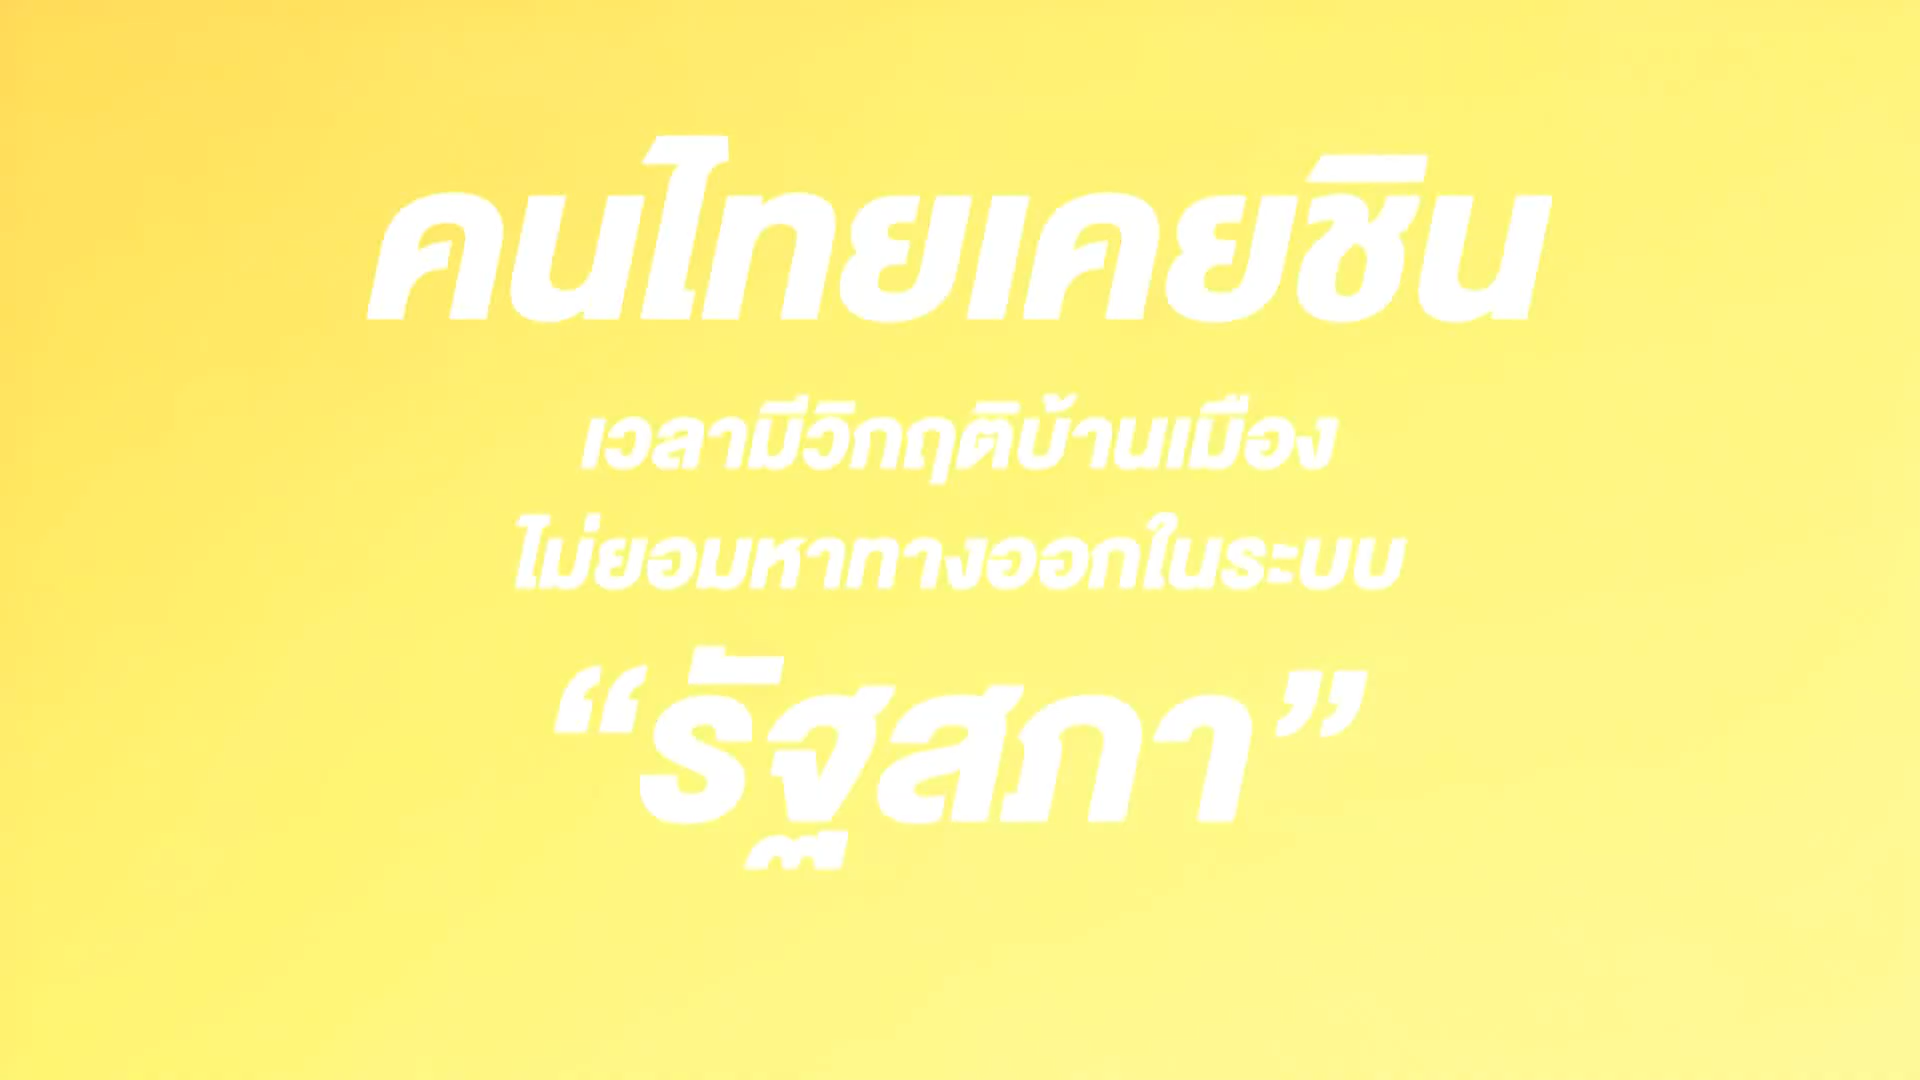 คนไทยเคยชิน
เวลามีวิกฤติบ้านเมือง
ไม่ยอมหาทางออกในระบบ
“รัฐสภา”